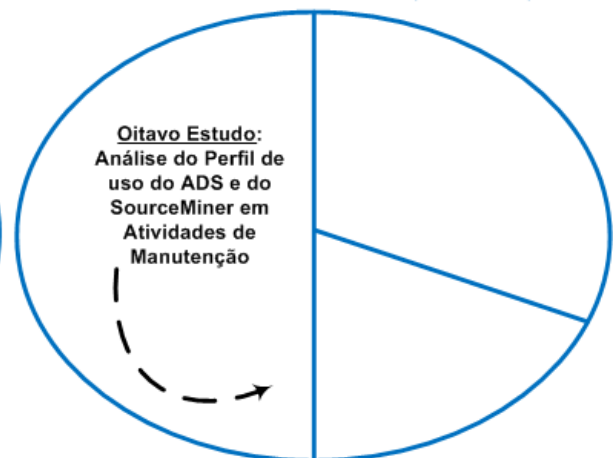 Oitavo Estudo:
Análise do Perfil de
uso do ADS e do
SourceMiner em
Atividades de
Manutenção